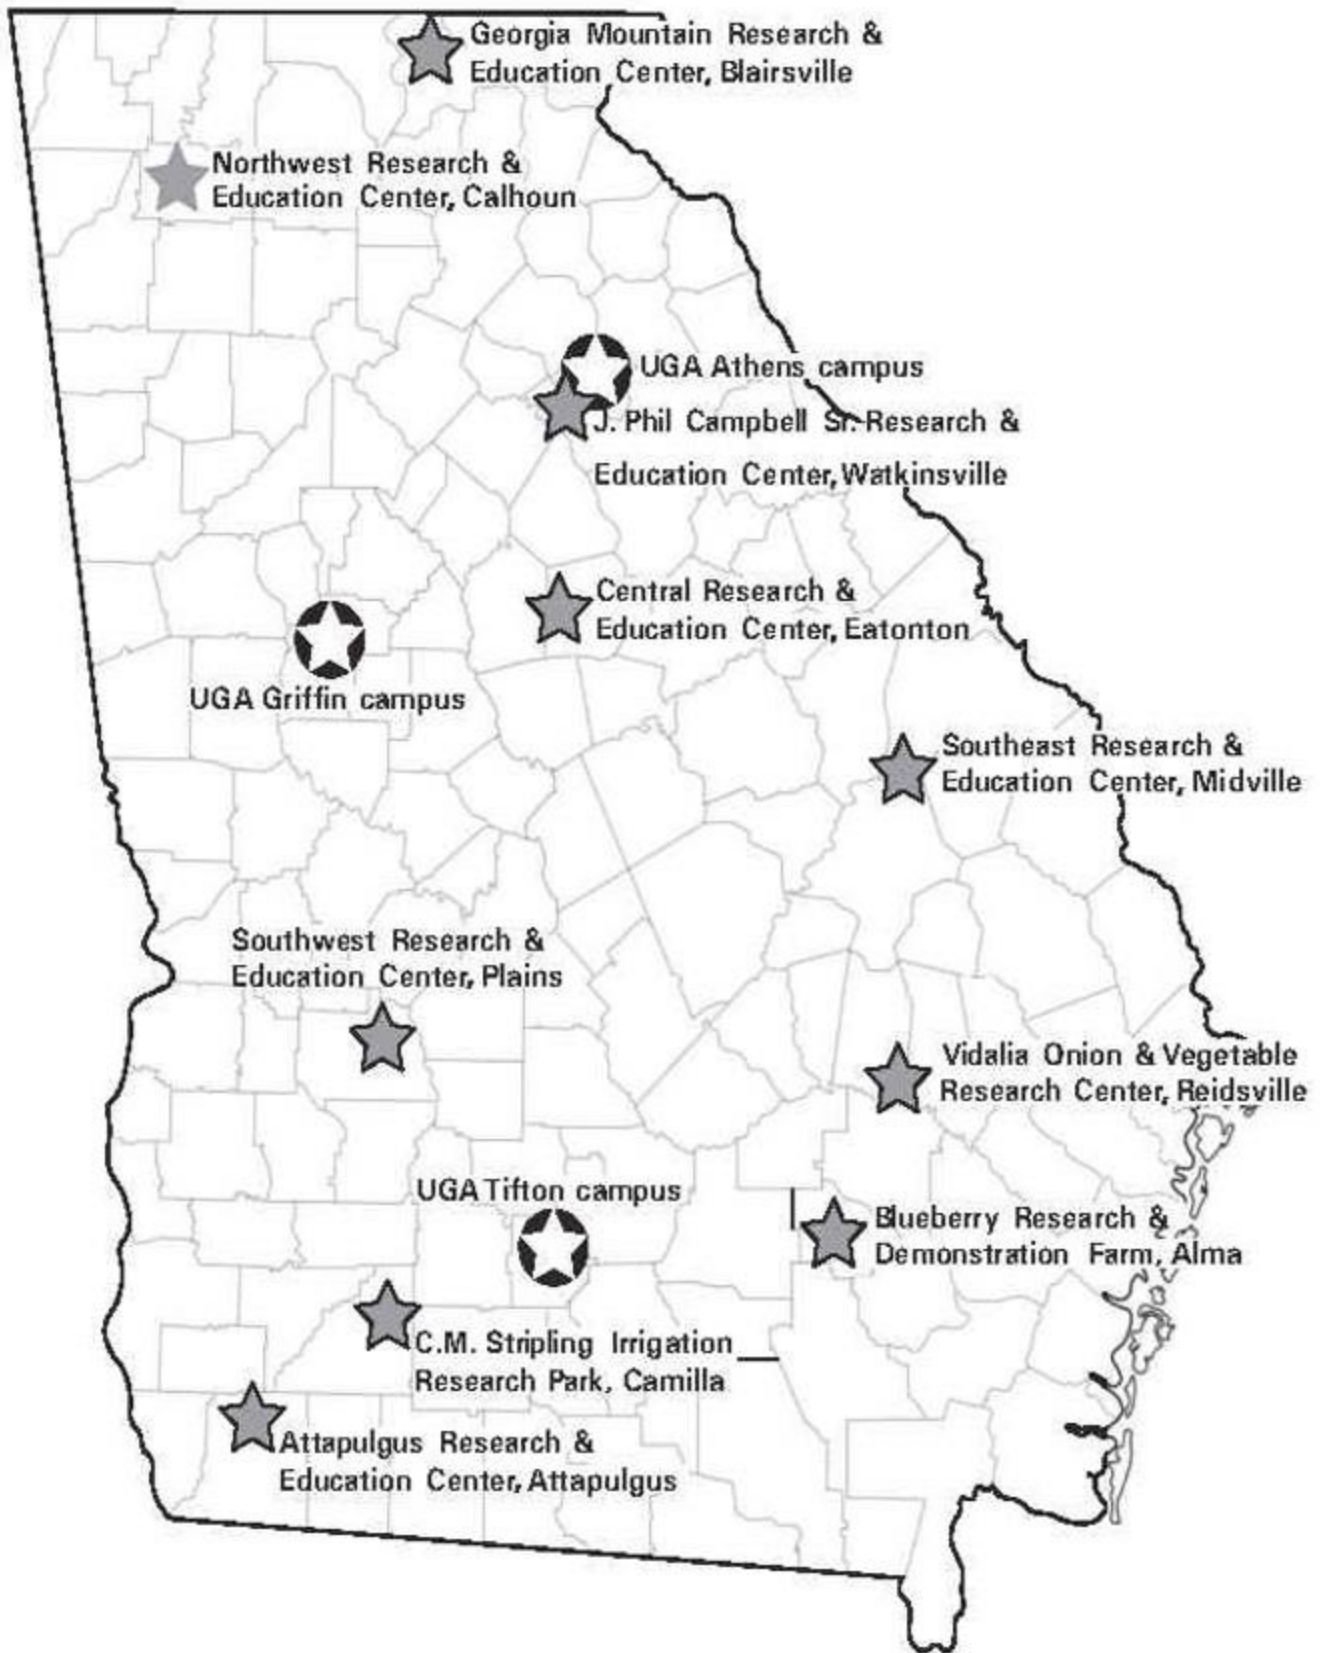 Georgia Mountain Research &
Education Center, Blairsville
Northwest Research &
Education Center, Calhoun
UGA Athens campus
J. Phil Campbell Sr. Research &
Education Center, Watkinsville
Central Research &
Education Center, Eatonton
UGA Griffin campus
Southeast Research &
Education Center, Midville
Southwest Research &
Education Center, Plains
Vidalia Onion & Vegetable
Research Center, Reidsville
UGA Tifton campus
Blueberry Research &
Demonstration Farm, Alma
C.M. Stripling Irrigation
Research Park, Camilla
Attapulgus Research &
Education Center, Attapulgus